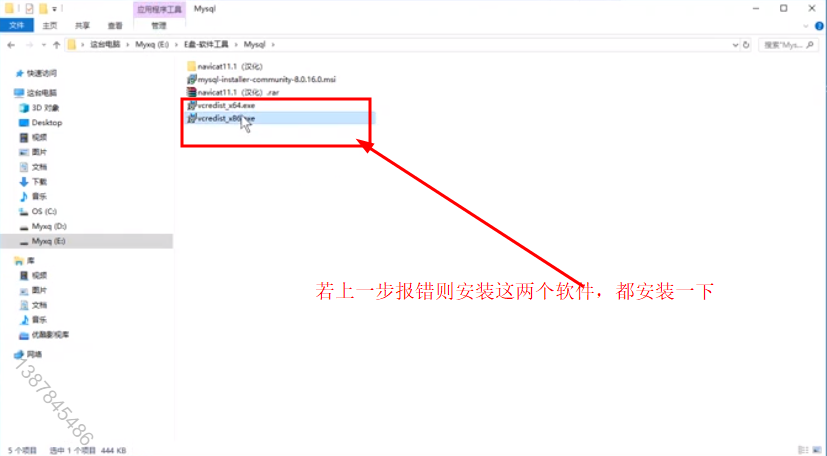 应用程序工具 Mysql
文件 主页 共享 查看 管理
这台电脑 > Myxq (E:) > E盘-软件工具 > Mysql >
搜索"Mys...
快速访问
这台电脑
3D 对象
Desktop
视频
图片
文档
下载
音乐
OS (C:)
Myxq (D:)
Myxq (E:)
库
视频
图片
文档
音乐
优酷影视库
网络
navicat11.1（汉化）
mysql-installer-community-8.0.16.0.msi
navicat11.1（汉化）.rar
vcredist_x64.exe
vcredist_x86.exe
若上一步报错则安装这两个软件，都安装一下
1387845486
5 个项目 选中 1 个项目 444 KB